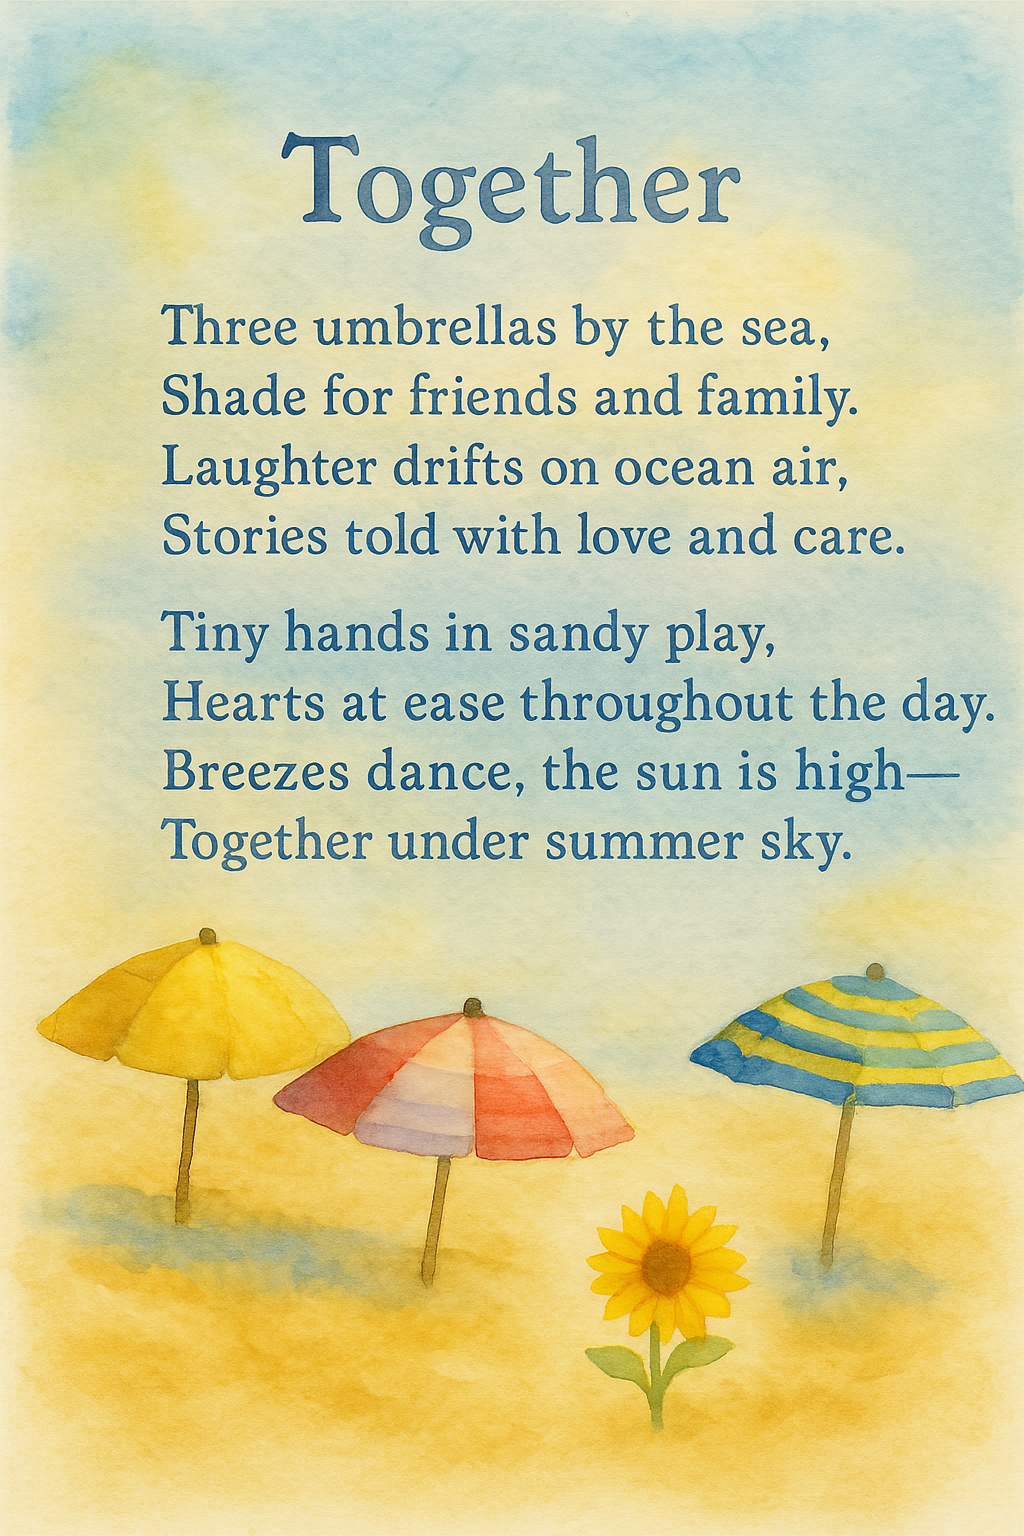 Together
Three umbrellas by the sea,
Shade for friends and family.
Laughter drifts on ocean air,
Stories told with love and care.
Tiny hands in sandy play,
Hearts at ease throughout the day.
Breezes dance, the sun is high—
Together under summer sky.